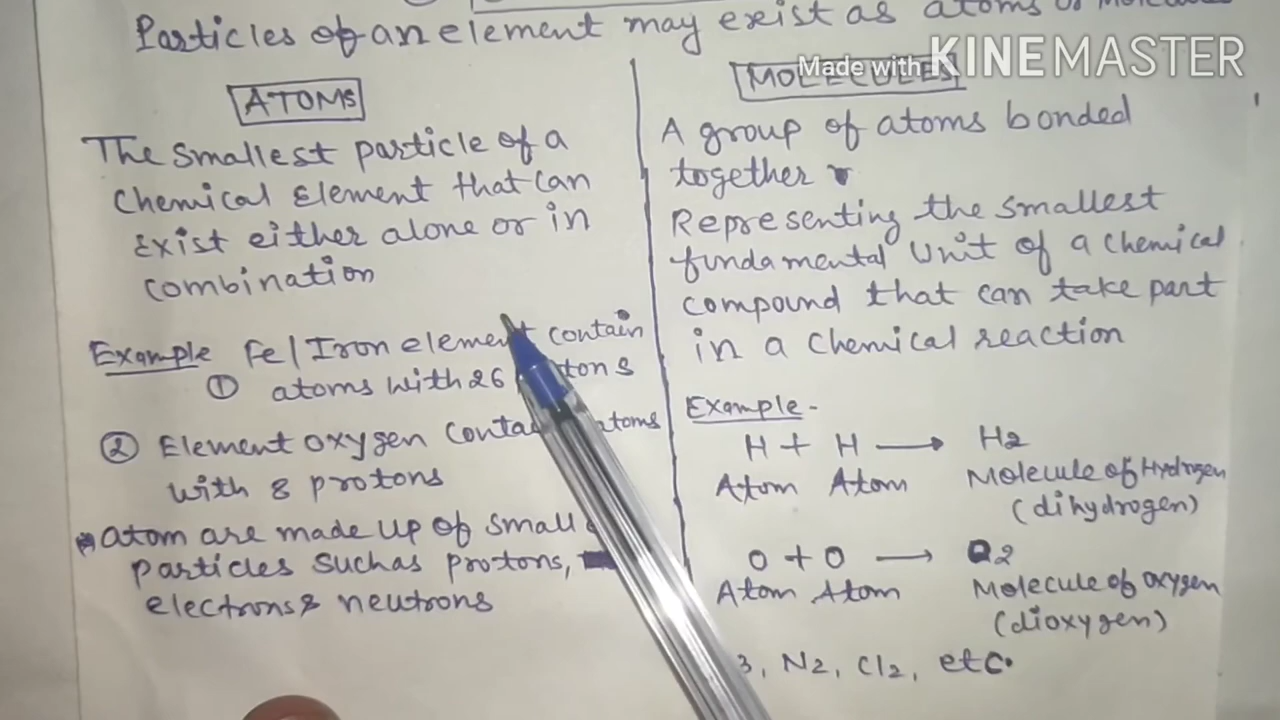 Particles of an element may exist as atoms or
Made with KINEMASTER
ATOMS
The smallest particle of a
chemical element that can
exist either alone or in
combination
Example Fe/Iron element contain
① atoms with 26
② Element oxygen atoms
with 8 protons
atom are made up of small
particles such as protons,
electrons & neutrons
MOLECULES
A group of atoms bonded
together
Representing the smallest
fundamental unit of a chemical
compound that can take part
in a chemical reaction
Example -
H + H ⟶ H2
Atom Atom Molecule of Hydrogen
(dihydrogen)
O + O ⟶ O2
Atom Atom Molecule of oxygen
(dioxygen)
3, N2, Cl2, etc.